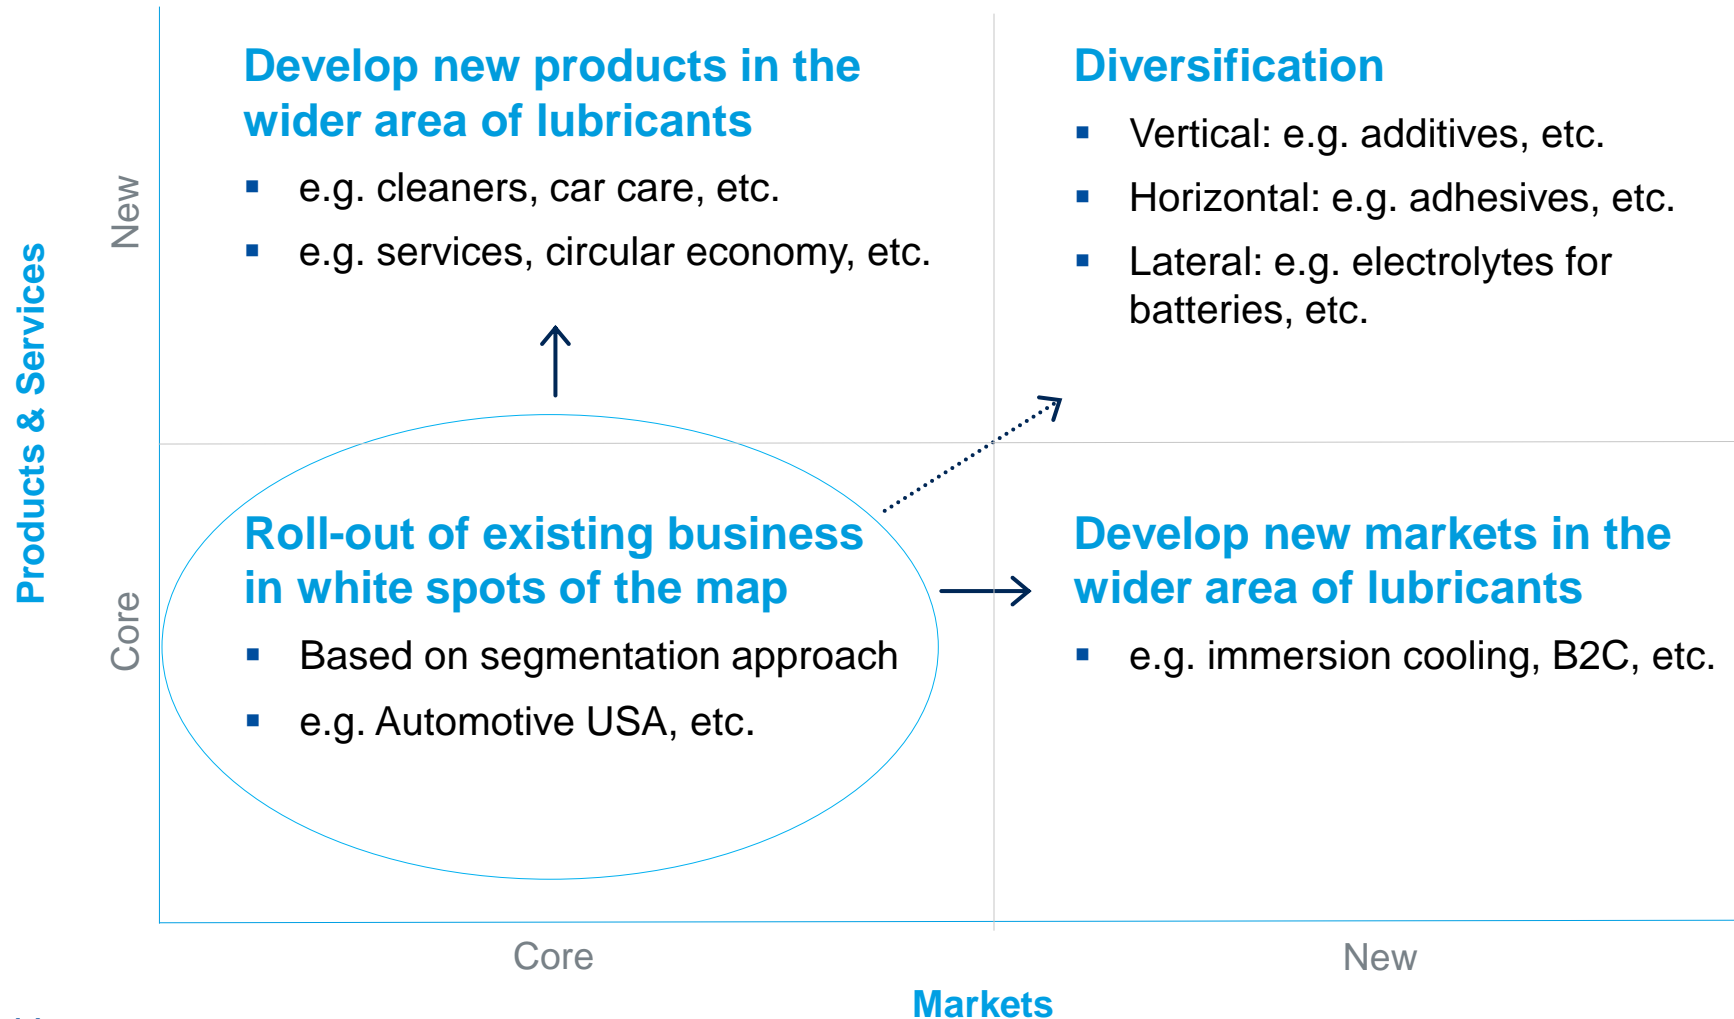 Products & Services
New
Core
Develop new products in the
wider area of lubricants
▪ e.g. cleaners, car care, etc.
▪ e.g. services, circular economy, etc.
Diversification
▪ Vertical: e.g. additives, etc.
▪ Horizontal: e.g. adhesives, etc.
▪ Lateral: e.g. electrolytes for
batteries, etc.
Roll-out of existing business
in white spots of the map
▪ Based on segmentation approach
▪ e.g. Automotive USA, etc.
Develop new markets in the
wider area of lubricants
▪ e.g. immersion cooling, B2C, etc.
Core
New
Markets